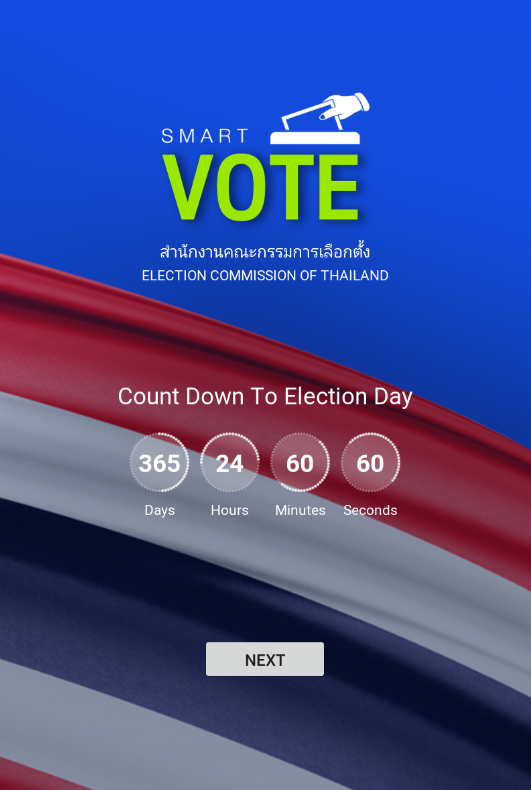 SMART
VOTE
สำนักงานคณะกรรมการเลือกตั้ง
ELECTION COMMISSION OF THAILAND
Count Down To Election Day
365 24 60 60
Days Hours Minutes Seconds
NEXT